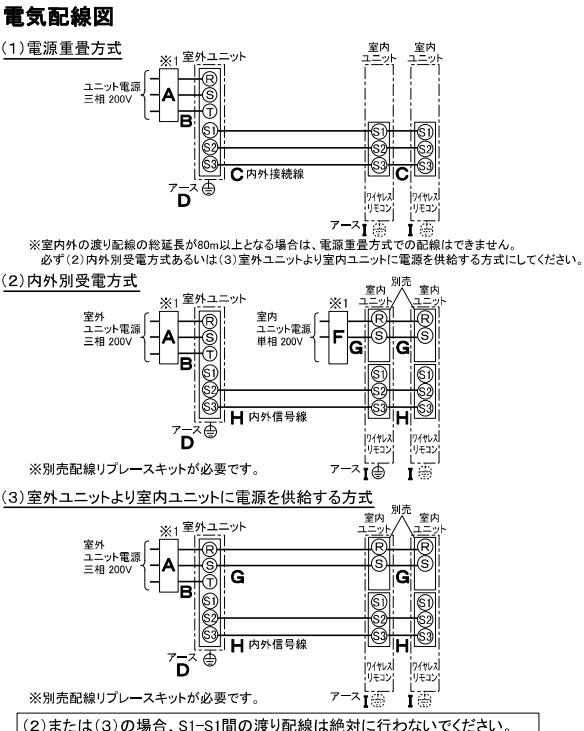 電気配線図
(1)電源重畳方式
※1 室外ユニット
室内ユニット 室内ユニット
ユニット電源
三相 200V
A
B
R
S
T
S1 S1 S1
S2 S2 S2
S3 S3 S3
C 内外接続線 C
アース
D
ワイヤレスリモコン ワイヤレスリモコン
アース I I
※室内外の渡り配線の総延長が80m以上となる場合は、電源重畳方式での配線はできません。
必ず(2)内外別受電方式あるいは(3)室外ユニットより室内ユニットに電源を供給する方式にしてください。
(2)内外別受電方式
別売
※1 室外ユニット ※1 室内ユニット 室内ユニット
室外
ユニット電源
三相 200V
A
B
室内
ユニット電源
単相 200V
F
G G
R R R
S S S
T
S1 S1 S1
S2 S2 S2
S3 S3 S3
H 内外信号線 H
アース
D
ワイヤレスリモコン ワイヤレスリモコン
※別売配線リプレースキットが必要です。
アース I I
(3)室外ユニットより室内ユニットに電源を供給する方式
別売
※1 室外ユニット 室内ユニット 室内ユニット
室外
ユニット電源
三相 200V
A
B
R R R
S S S
T
G G
S1 S1 S1
S2 S2 S2
S3 S3 S3
H 内外信号線 H
アース
D
ワイヤレスリモコン ワイヤレスリモコン
※別売配線リプレースキットが必要です。
アース I I
(2)または(3)の場合、S1-S1間の渡り配線は絶対に行わないでください。